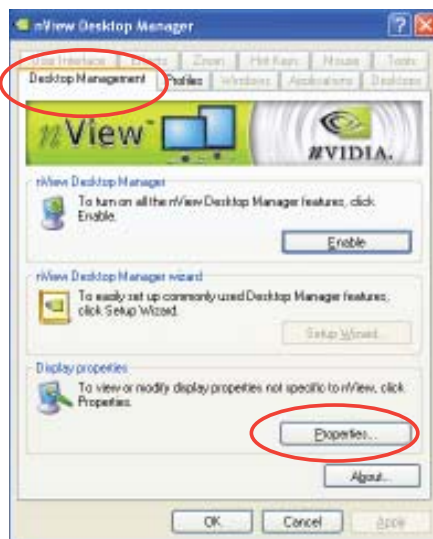 nView Desktop Manager
User Interface Effects Zoom Hot Keys Mouse Tools
Desktop Management Profiles Windows Applications Desktops
nView™
nVIDIA.
nView Desktop Manager
To turn on all the nView Desktop Manager features, click
Enable.
Enable
nView Desktop Manager wizard
To easily set up commonly used Desktop Manager features,
click Setup Wizard.
Setup Wizard...
Display properties
To view or modify display properties not specific to nView, click
Properties.
Properties...
About...
OK Cancel Apply